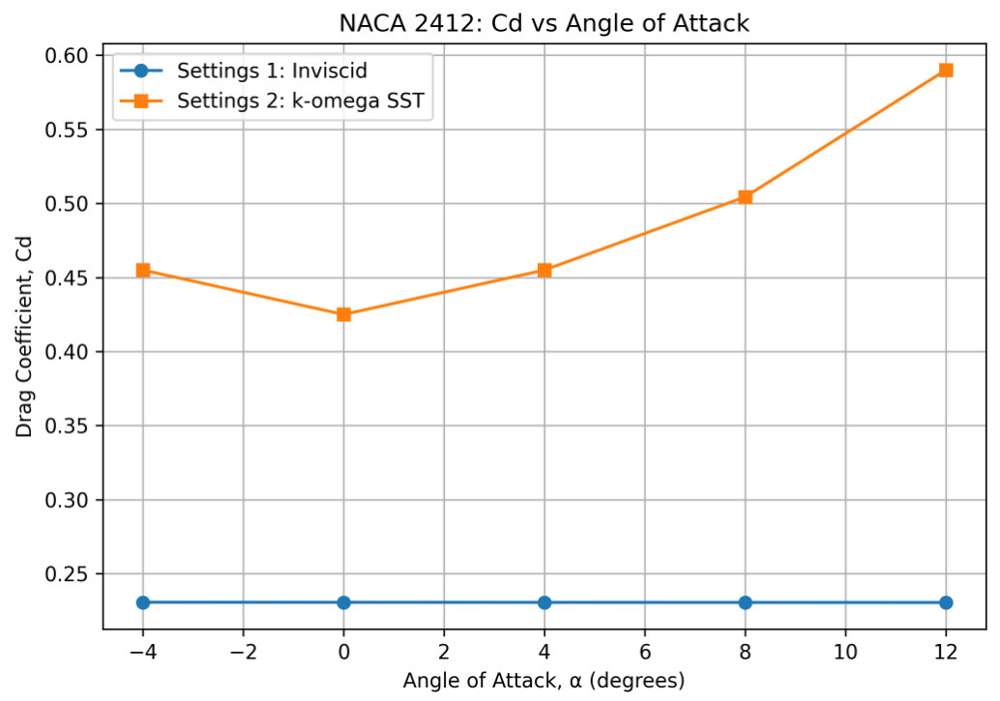 NACA 2412: Cd vs Angle of Attack
Settings 1: Inviscid
Settings 2: k-omega SST
Drag Coefficient, Cd
0.60
0.55
0.50
0.45
0.40
0.35
0.30
0.25
−4 −2 0 2 4 6 8 10 12
Angle of Attack, α (degrees)